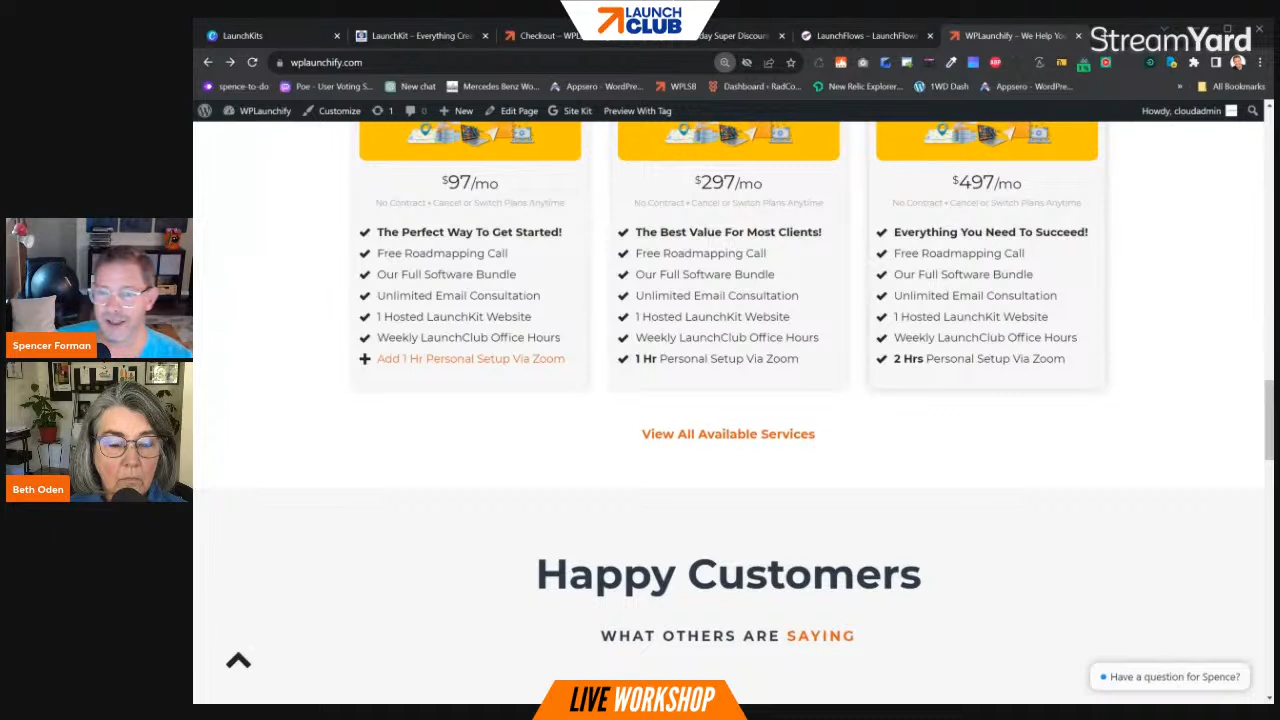 LAUNCH
CLUB
StreamYard
LaunchKits
LaunchKit – Everything Crea
Checkout – WPL
day Super Discoun
LaunchFlows – LaunchFlow
WPLaunchify – We Help You
wplaunchify.com
spence-to-do
Poe - User Voting S...
New chat
Mercedes Benz Wo...
Appsero - WordPre...
WPLS8
Dashboard ‹ RadCo...
New Relic Explorer...
1WD Dash
Appsero - WordPre...
»
All Bookmarks
WPLaunchify
Customize
1
0
New
Edit Page
Site Kit
Preview With Tag
Howdy, cloudadmin
$97/mo
No Contract • Cancel or Switch Plans Anytime
The Perfect Way To Get Started!
Free Roadmapping Call
Our Full Software Bundle
Unlimited Email Consultation
1 Hosted LaunchKit Website
Weekly LaunchClub Office Hours
Add 1 Hr Personal Setup Via Zoom
$297/mo
No Contract • Cancel or Switch Plans Anytime
The Best Value For Most Clients!
Free Roadmapping Call
Our Full Software Bundle
Unlimited Email Consultation
1 Hosted LaunchKit Website
Weekly LaunchClub Office Hours
1 Hr Personal Setup Via Zoom
$497/mo
No Contract • Cancel or Switch Plans Anytime
Everything You Need To Succeed!
Free Roadmapping Call
Our Full Software Bundle
Unlimited Email Consultation
1 Hosted LaunchKit Website
Weekly LaunchClub Office Hours
2 Hrs Personal Setup Via Zoom
View All Available Services
Happy Customers
WHAT OTHERS ARE SAYING
Have a question for Spence?
Spencer Forman
Beth Oden
LIVE WORKSHOP